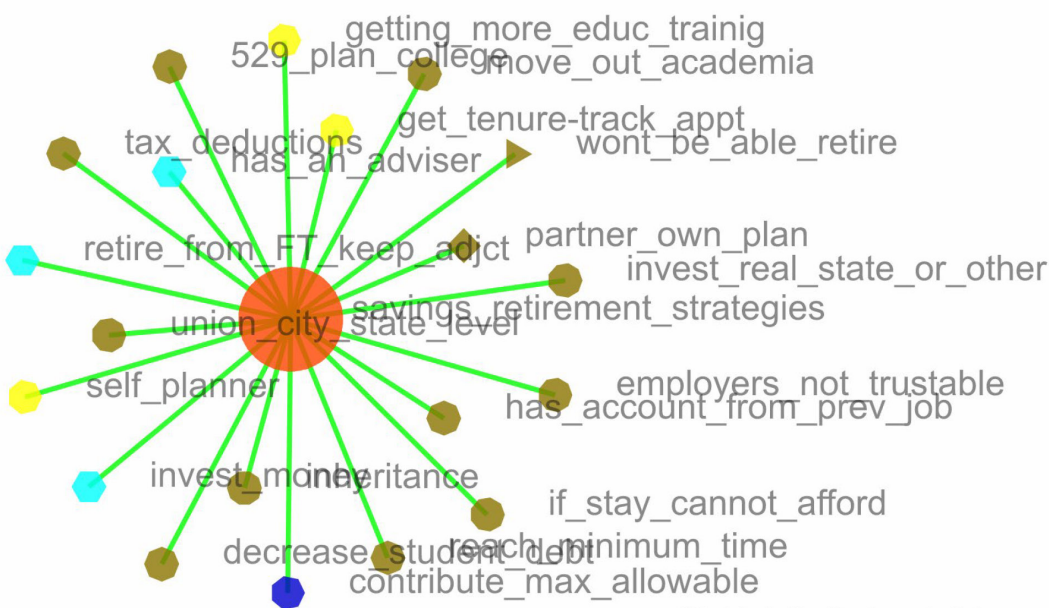 getting_more_educ_trainig
529_plan_college
move_out_academia
get_tenure-track_appt
tax_deductions
wont_be_able_retire
has_an_adviser
partner_own_plan
retire_from_FT_keep_adjct
invest_real_state_or_other
savings_retirement_strategies
union_city_state_level
self_planner
employers_not_trustable
has_account_from_prev_job
invest_money
inheritance
if_stay_cannot_afford
decrease_student_debt
reach_minimum_time
contribute_max_allowable